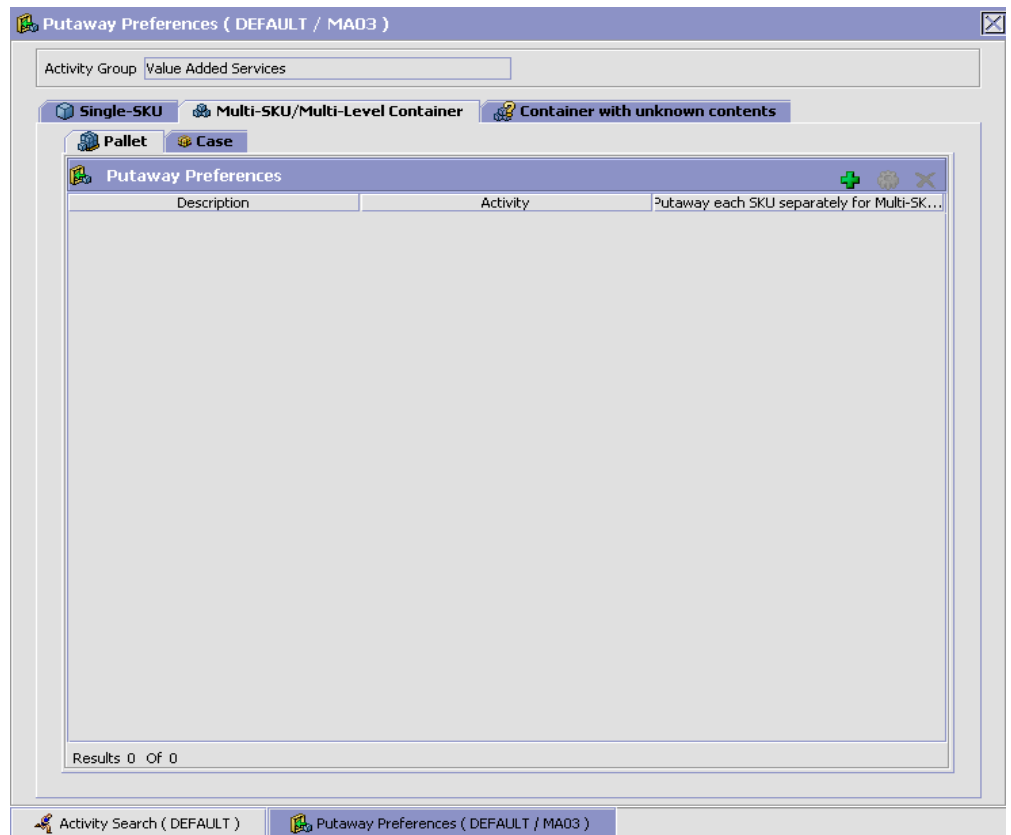 Putaway Preferences ( DEFAULT / MA03 )
Activity Group Value Added Services
Single-SKU Multi-SKU/Multi-Level Container Container with unknown contents
Pallet Case
Putaway Preferences
Description Activity Putaway each SKU separately for Multi-SK...
Results 0 Of 0
Activity Search ( DEFAULT ) Putaway Preferences ( DEFAULT / MA03 )